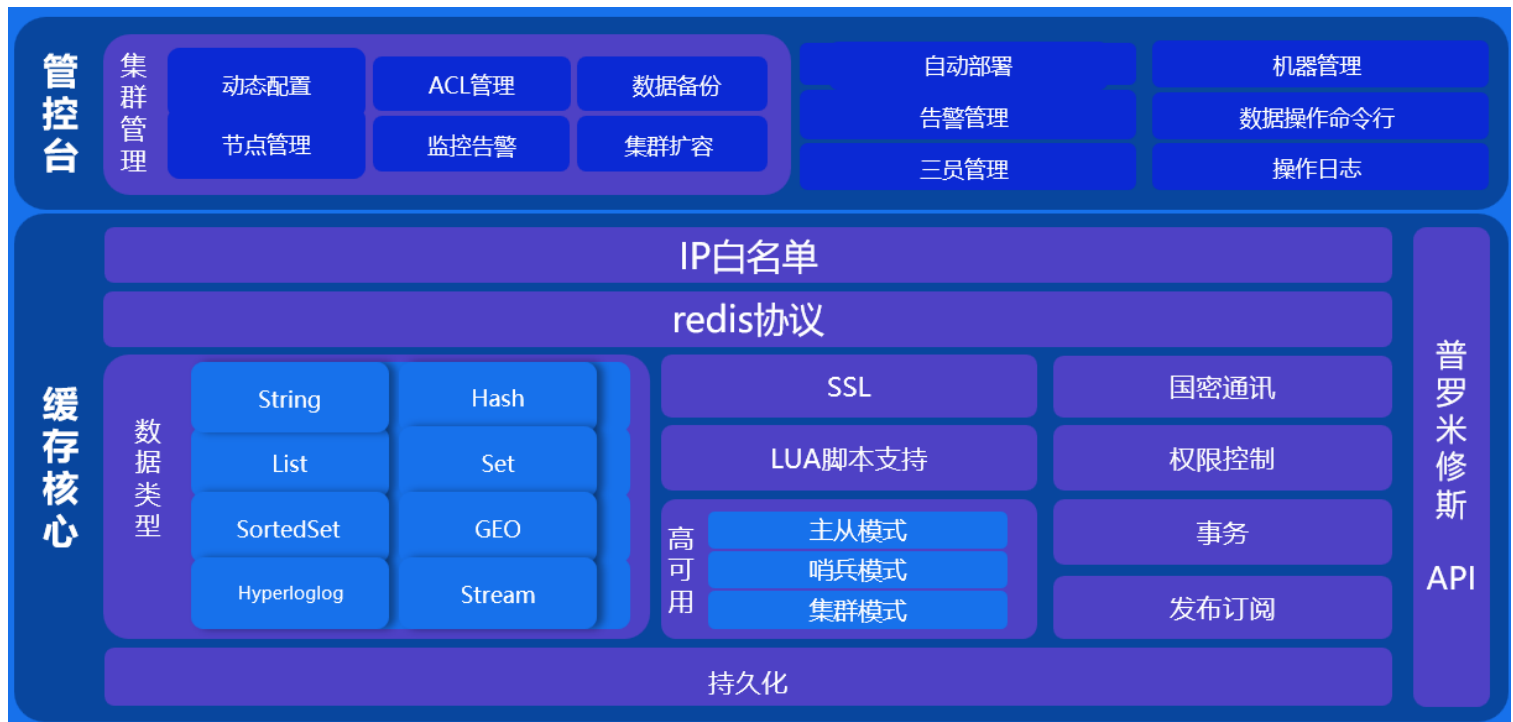 管控台
集群管理
动态配置
ACL管理
数据备份
节点管理
监控告警
集群扩容
自动部署
机器管理
告警管理
数据操作命令行
三员管理
操作日志
缓存核心
IP白名单
redis协议
数据类型
String
Hash
List
Set
SortedSet
GEO
Hyperloglog
Stream
SSL
国密通讯
LUA脚本支持
权限控制
高可用
主从模式
哨兵模式
集群模式
事务
发布订阅
持久化
普罗米修斯
API